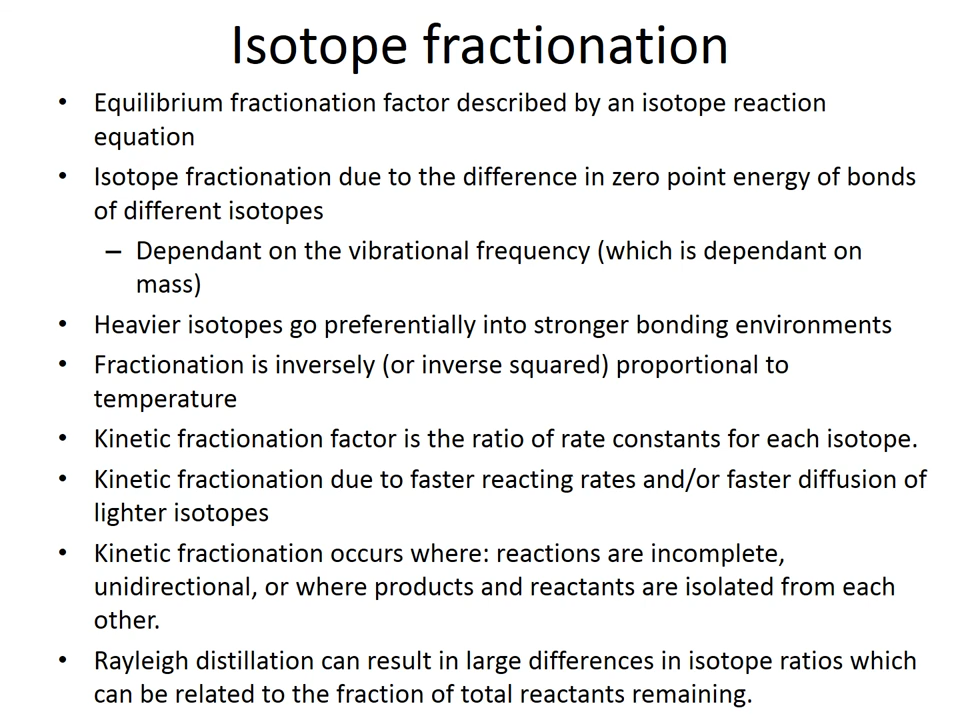 Isotope fractionation
• Equilibrium fractionation factor described by an isotope reaction
equation
• Isotope fractionation due to the difference in zero point energy of bonds
of different isotopes
– Dependant on the vibrational frequency (which is dependant on
mass)
• Heavier isotopes go preferentially into stronger bonding environments
• Fractionation is inversely (or inverse squared) proportional to
temperature
• Kinetic fractionation factor is the ratio of rate constants for each isotope.
• Kinetic fractionation due to faster reacting rates and/or faster diffusion of
lighter isotopes
• Kinetic fractionation occurs where: reactions are incomplete,
unidirectional, or where products and reactants are isolated from each
other.
• Rayleigh distillation can result in large differences in isotope ratios which
can be related to the fraction of total reactants remaining.